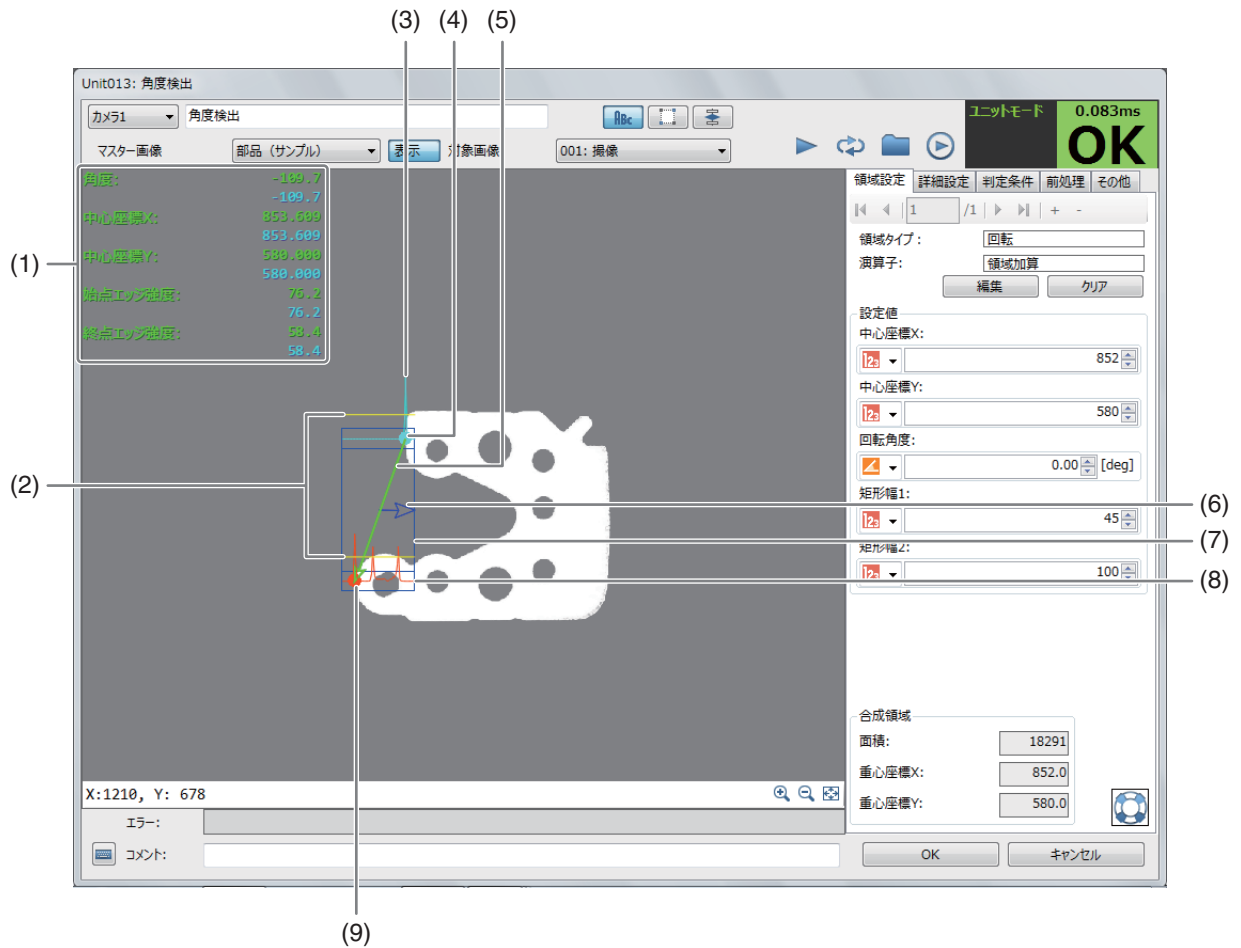 (3) (4) (5)
Unit013: 角度検出
カメラ1 角度検出 ABC
ユニットモード 0.083ms
OK
マスター画像 部品 (サンプル) 表示 対象画像 001: 撮像
領域設定 詳細設定 判定条件 前処理 その他
角度: -109.7
-109.7
1 /1 + -
中心座標X: 853.609
853.609
領域タイプ: 回転
中心座標Y: 580.000
580.000
演算子: 領域加算
(1)
編集 クリア
始点エッジ強度: 76.2
76.2
設定値
終点エッジ強度: 58.4
58.4
中心座標X:
123 852
中心座標Y:
123 580
回転角度:
0.00 [deg]
(2)
矩形幅1:
(6)
123 45
(7)
矩形幅2:
123 100
(8)
合成領域
面積: 18291
重心座標X: 852.0
重心座標Y: 580.0
X:1210, Y: 678
エラー:
コメント:
OK キャンセル
(9)